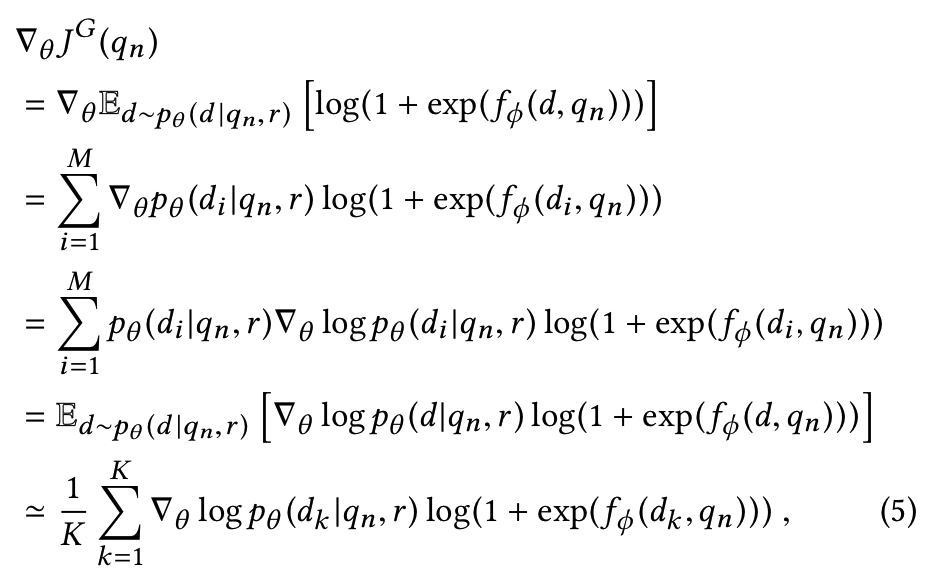 ∇_θ J^G(q_n)
= ∇_θ 𝔼_{d∼p_θ(d|q_n,r)} [log(1 + exp(f_ϕ(d, q_n)))]
= ∑_{i=1}^{M} ∇_θ p_θ(d_i|q_n, r) log(1 + exp(f_ϕ(d_i, q_n)))
= ∑_{i=1}^{M} p_θ(d_i|q_n, r)∇_θ log p_θ(d_i|q_n, r) log(1 + exp(f_ϕ(d_i, q_n)))
= 𝔼_{d∼p_θ(d|q_n,r)} [∇_θ log p_θ(d|q_n, r) log(1 + exp(f_ϕ(d, q_n)))]
≃ \frac{1}{K} ∑_{k=1}^{K} ∇_θ log p_θ(d_k|q_n, r) log(1 + exp(f_ϕ(d_k, q_n))) , (5)